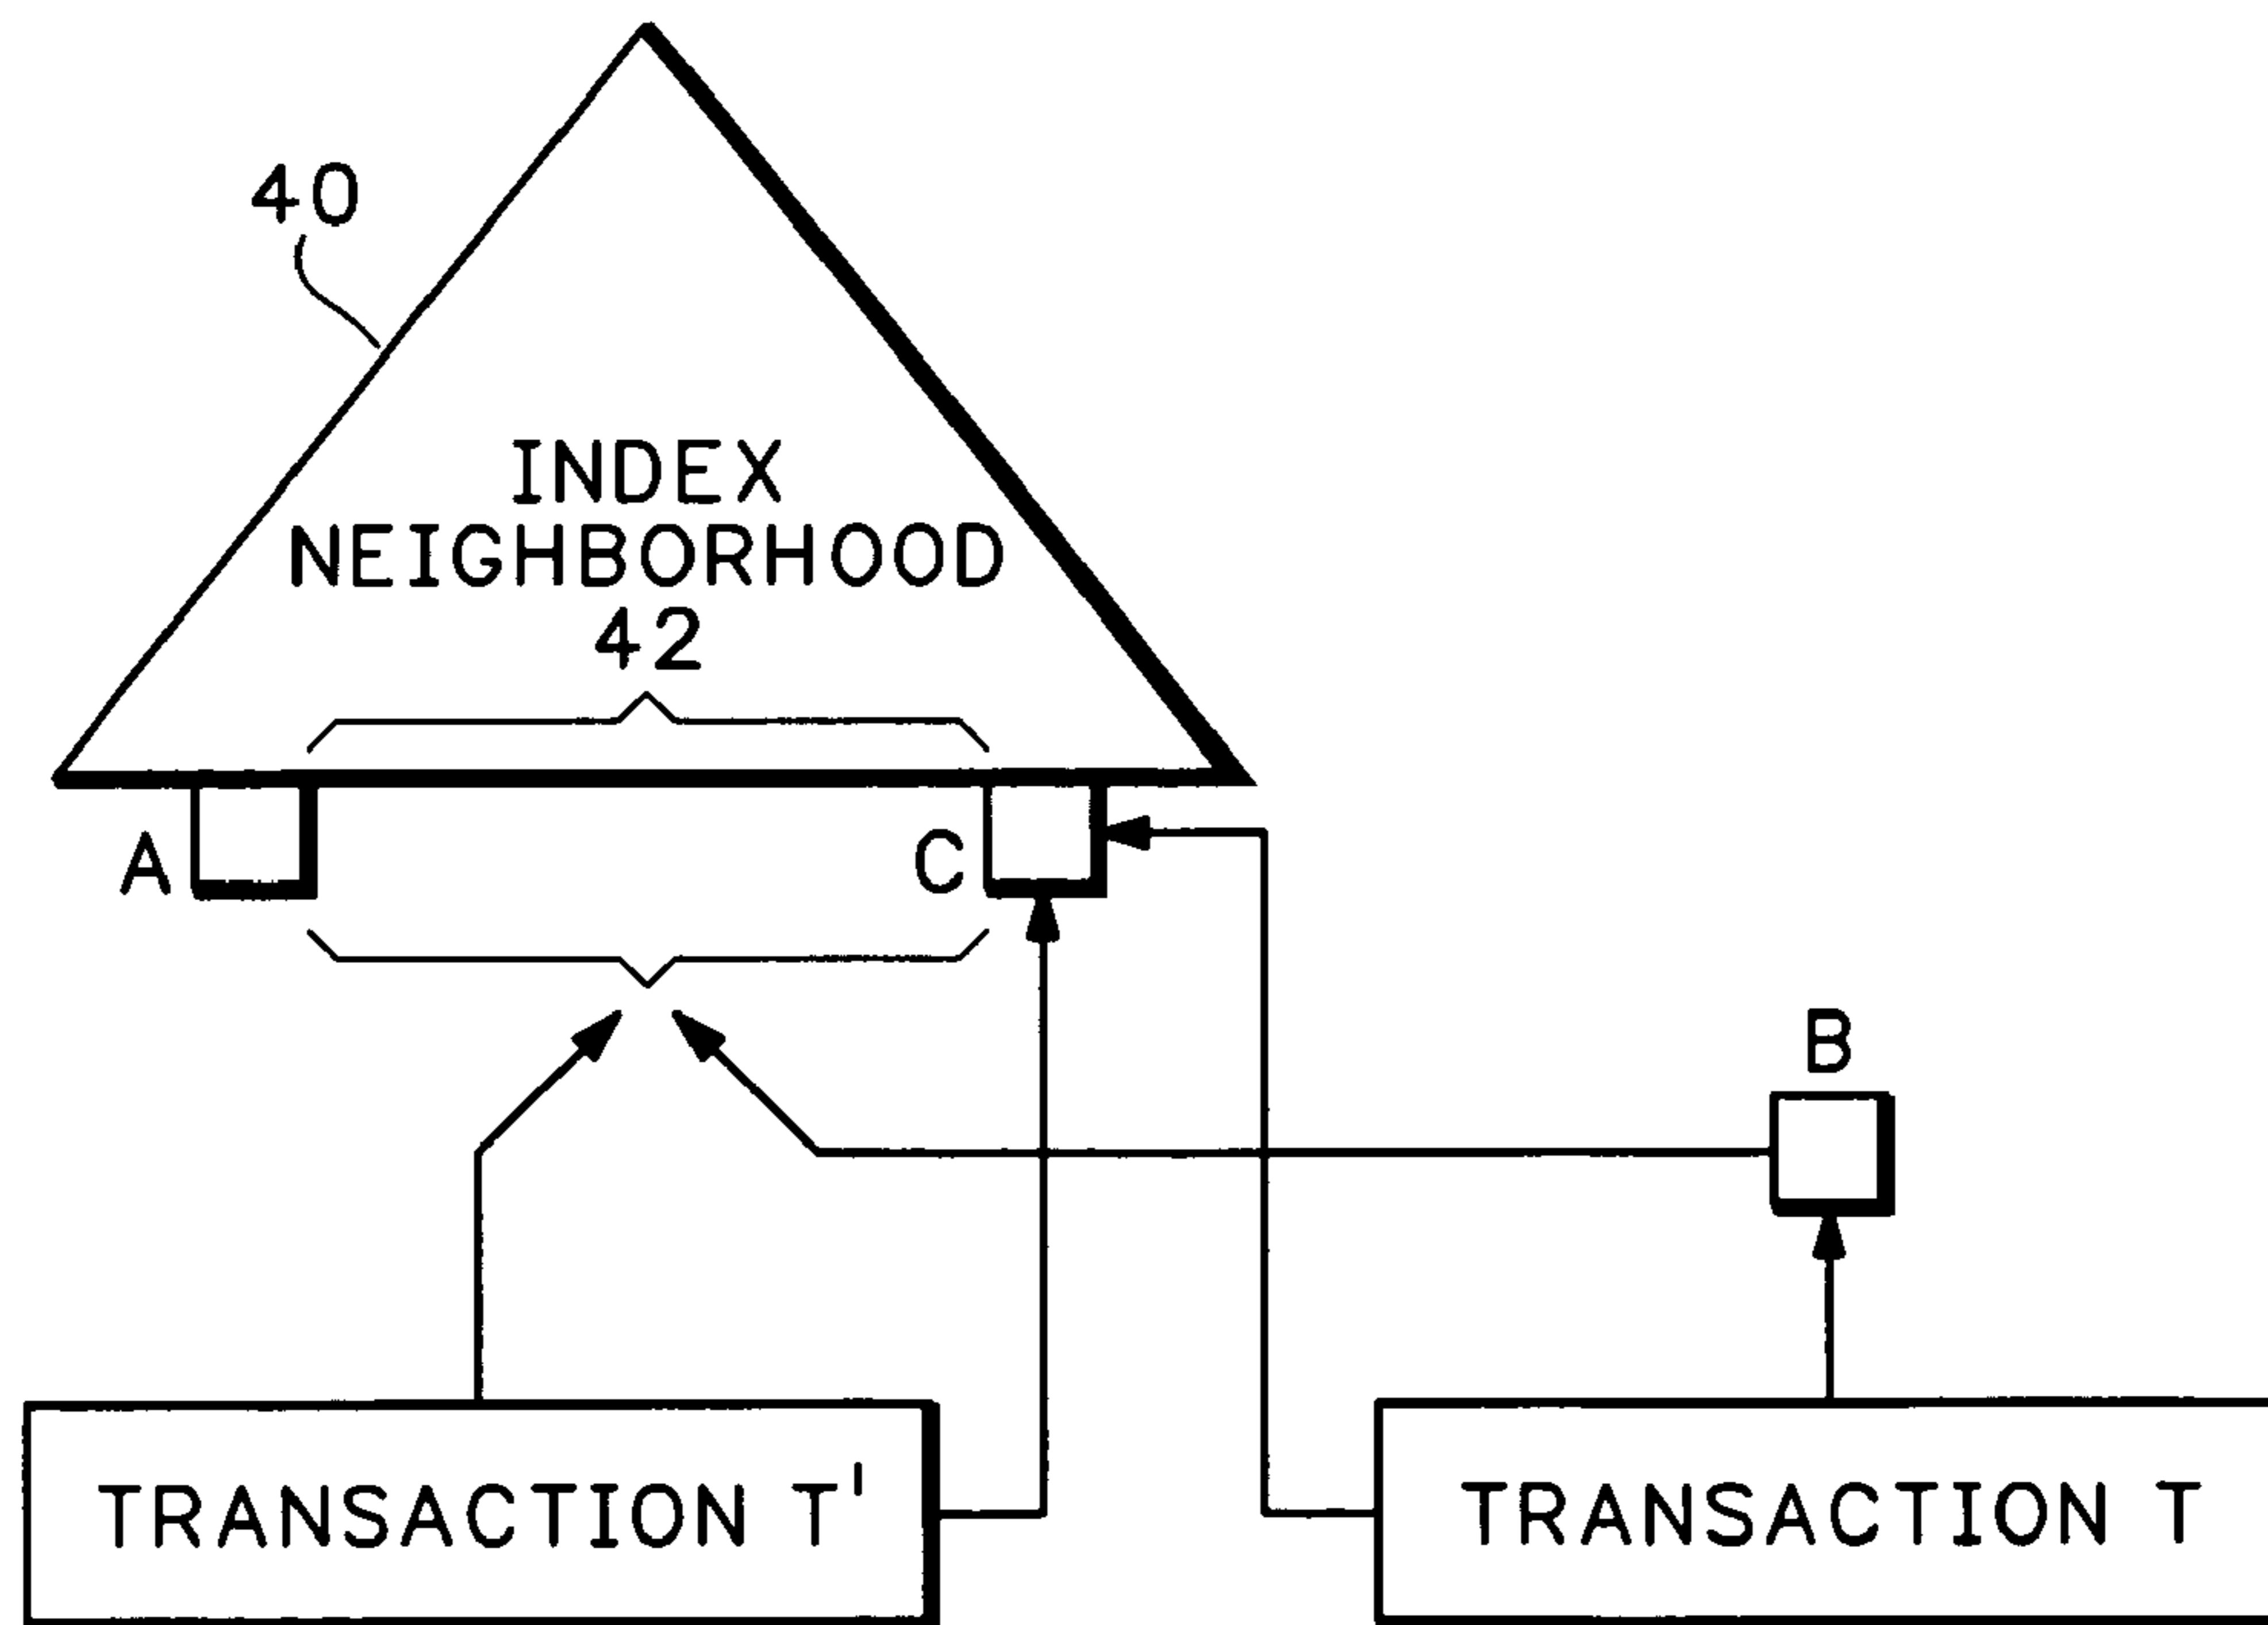 40
INDEX
NEIGHBORHOOD
42
A
C
B
TRANSACTION T'
TRANSACTION T